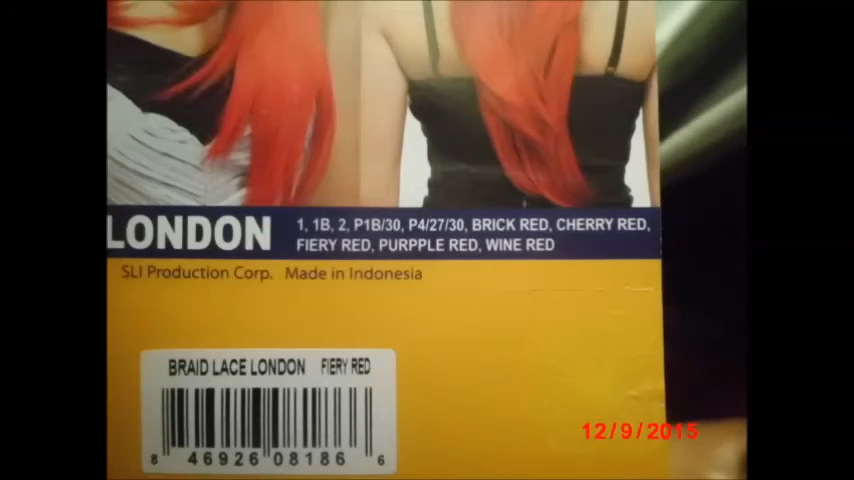 LONDON
1, 1B, 2, P1B/30, P4/27/30, BRICK RED, CHERRY RED,
FIERY RED, PURPPLE RED, WINE RED
SLI Production Corp. Made in Indonesia
BRAID LACE LONDON FIERY RED
8 46926 08186 6
12/9/2015